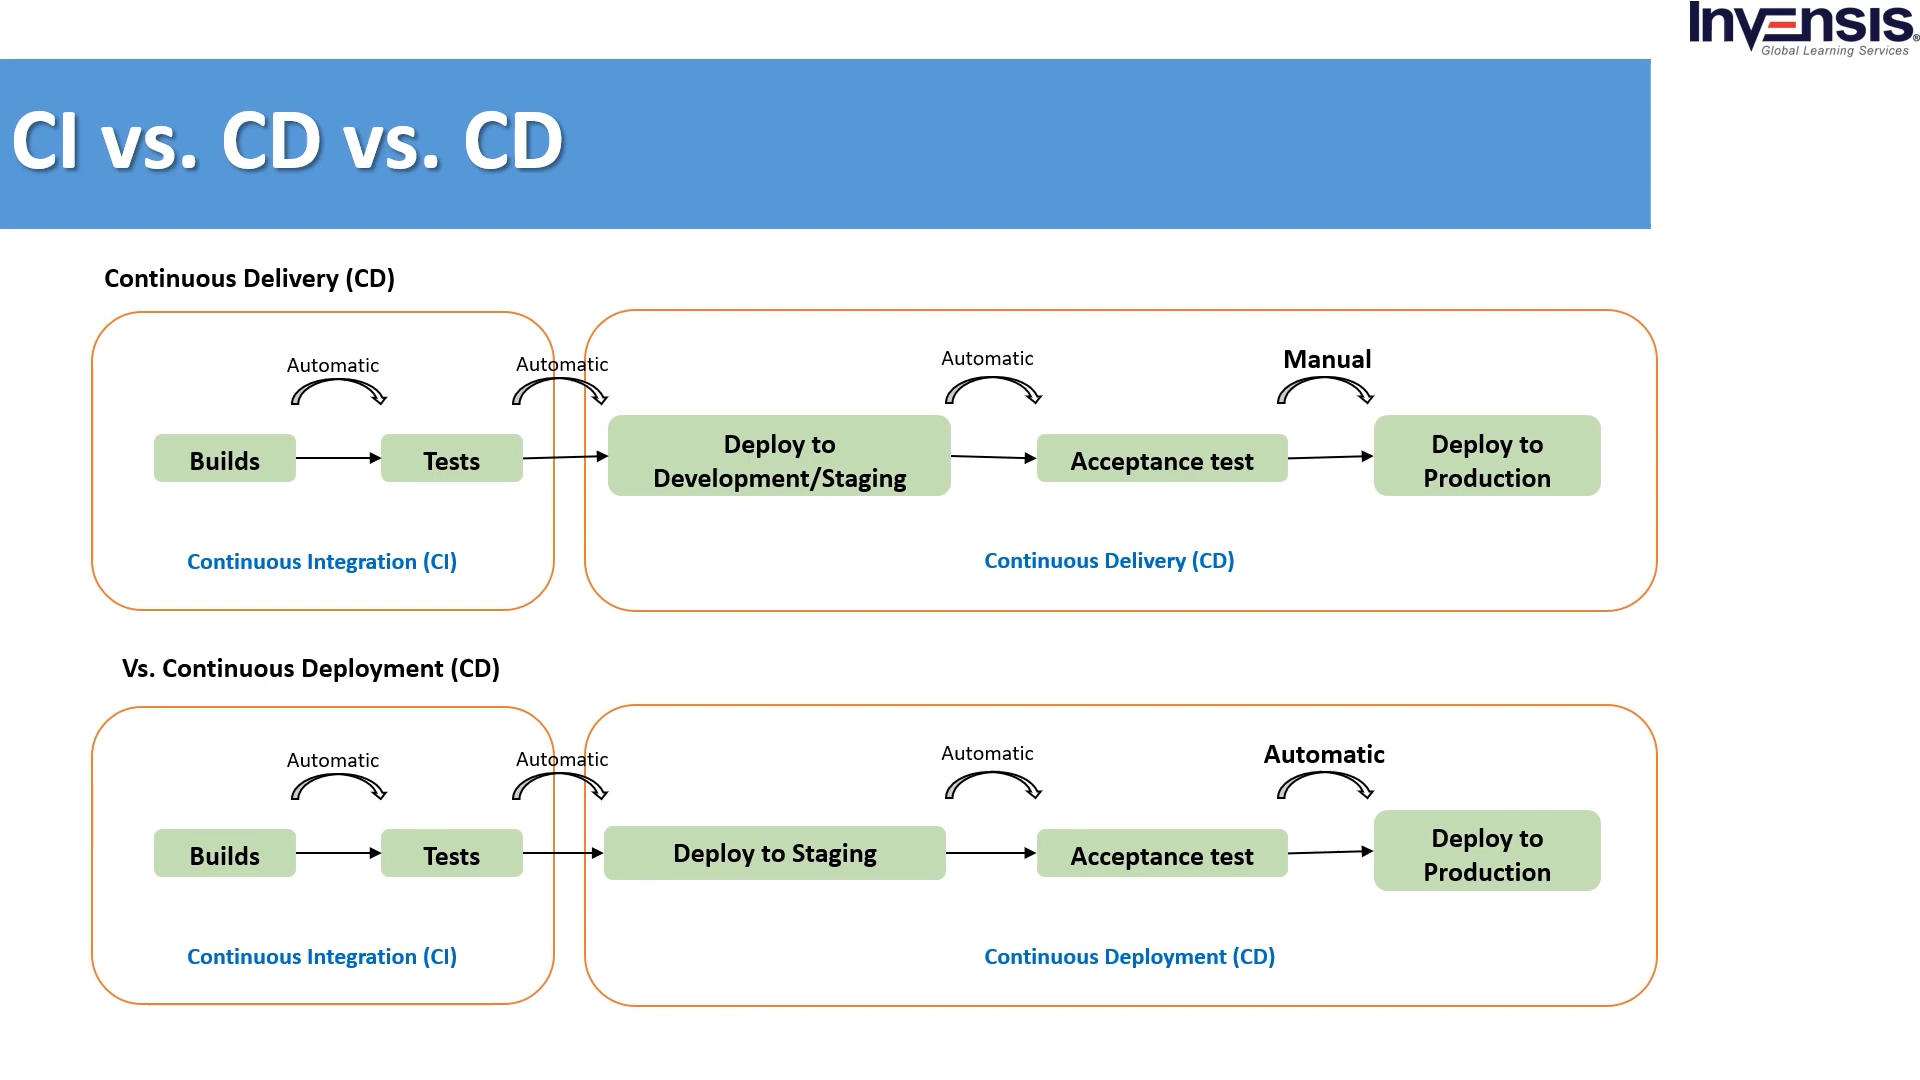 Invensis®
Global Learning Services
CI vs. CD vs. CD
Continuous Delivery (CD)
Automatic
Automatic
Automatic
Manual
Builds
Tests
Deploy to
Development/Staging
Acceptance test
Deploy to
Production
Continuous Integration (CI)
Continuous Delivery (CD)
Vs. Continuous Deployment (CD)
Automatic
Automatic
Automatic
Automatic
Builds
Tests
Deploy to Staging
Acceptance test
Deploy to
Production
Continuous Integration (CI)
Continuous Deployment (CD)